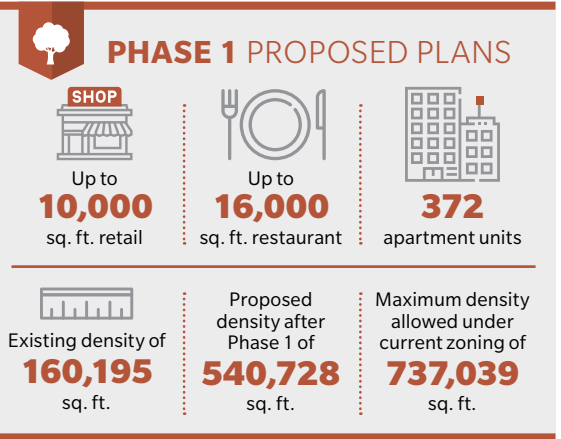 PHASE 1 PROPOSED PLANS
SHOP
Up to
10,000
sq. ft. retail
Up to
16,000
sq. ft. restaurant
372
apartment units
Existing density of
160,195
sq. ft.
Proposed
density after
Phase 1 of
540,728
sq. ft.
Maximum density
allowed under
current zoning of
737,039
sq. ft.